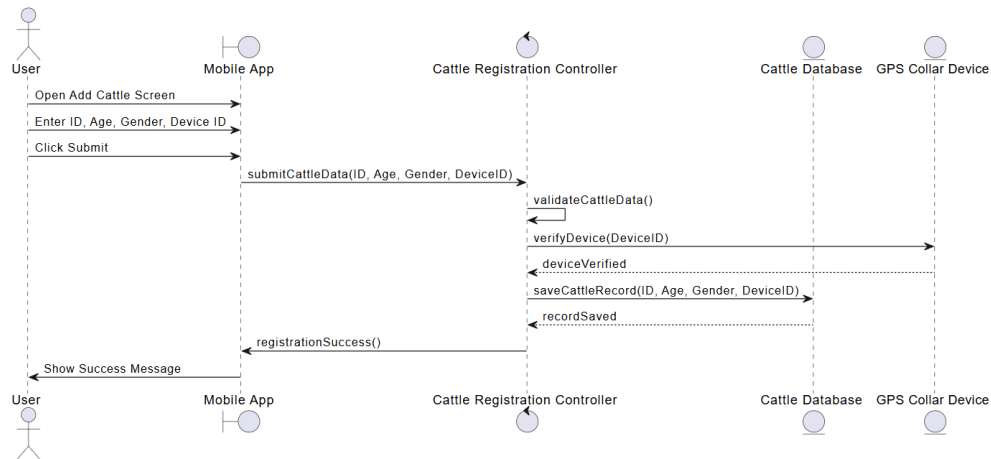 User
Mobile App
Cattle Registration Controller
Cattle Database
GPS Collar Device
Open Add Cattle Screen
Enter ID, Age, Gender, Device ID
Click Submit
submitCattleData(ID, Age, Gender, DeviceID)
validateCattleData()
verifyDevice(DeviceID)
deviceVerified
saveCattleRecord(ID, Age, Gender, DeviceID)
recordSaved
registrationSuccess()
Show Success Message
User
Mobile App
Cattle Registration Controller
Cattle Database
GPS Collar Device